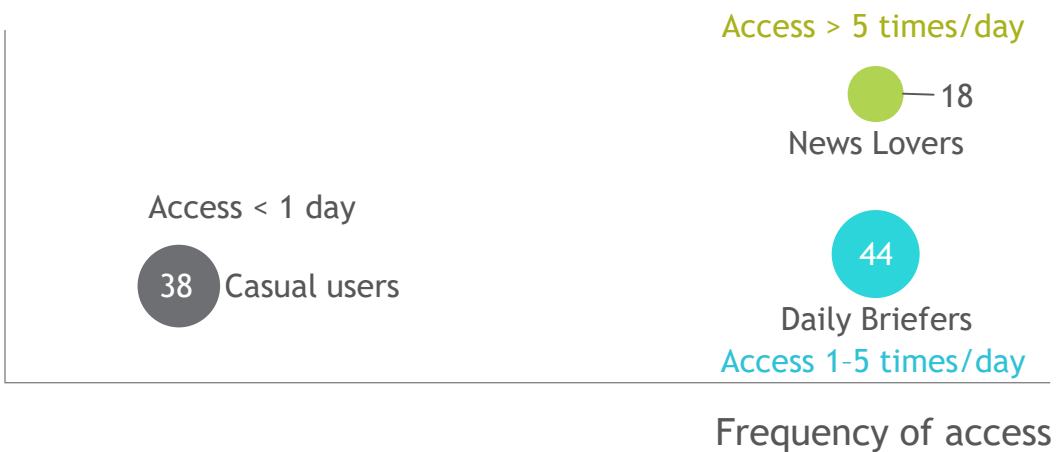 Access > 5 times/day
18
News Lovers
Access < 1 day
38 Casual users
44
Daily Briefers
Access 1–5 times/day
Frequency of access